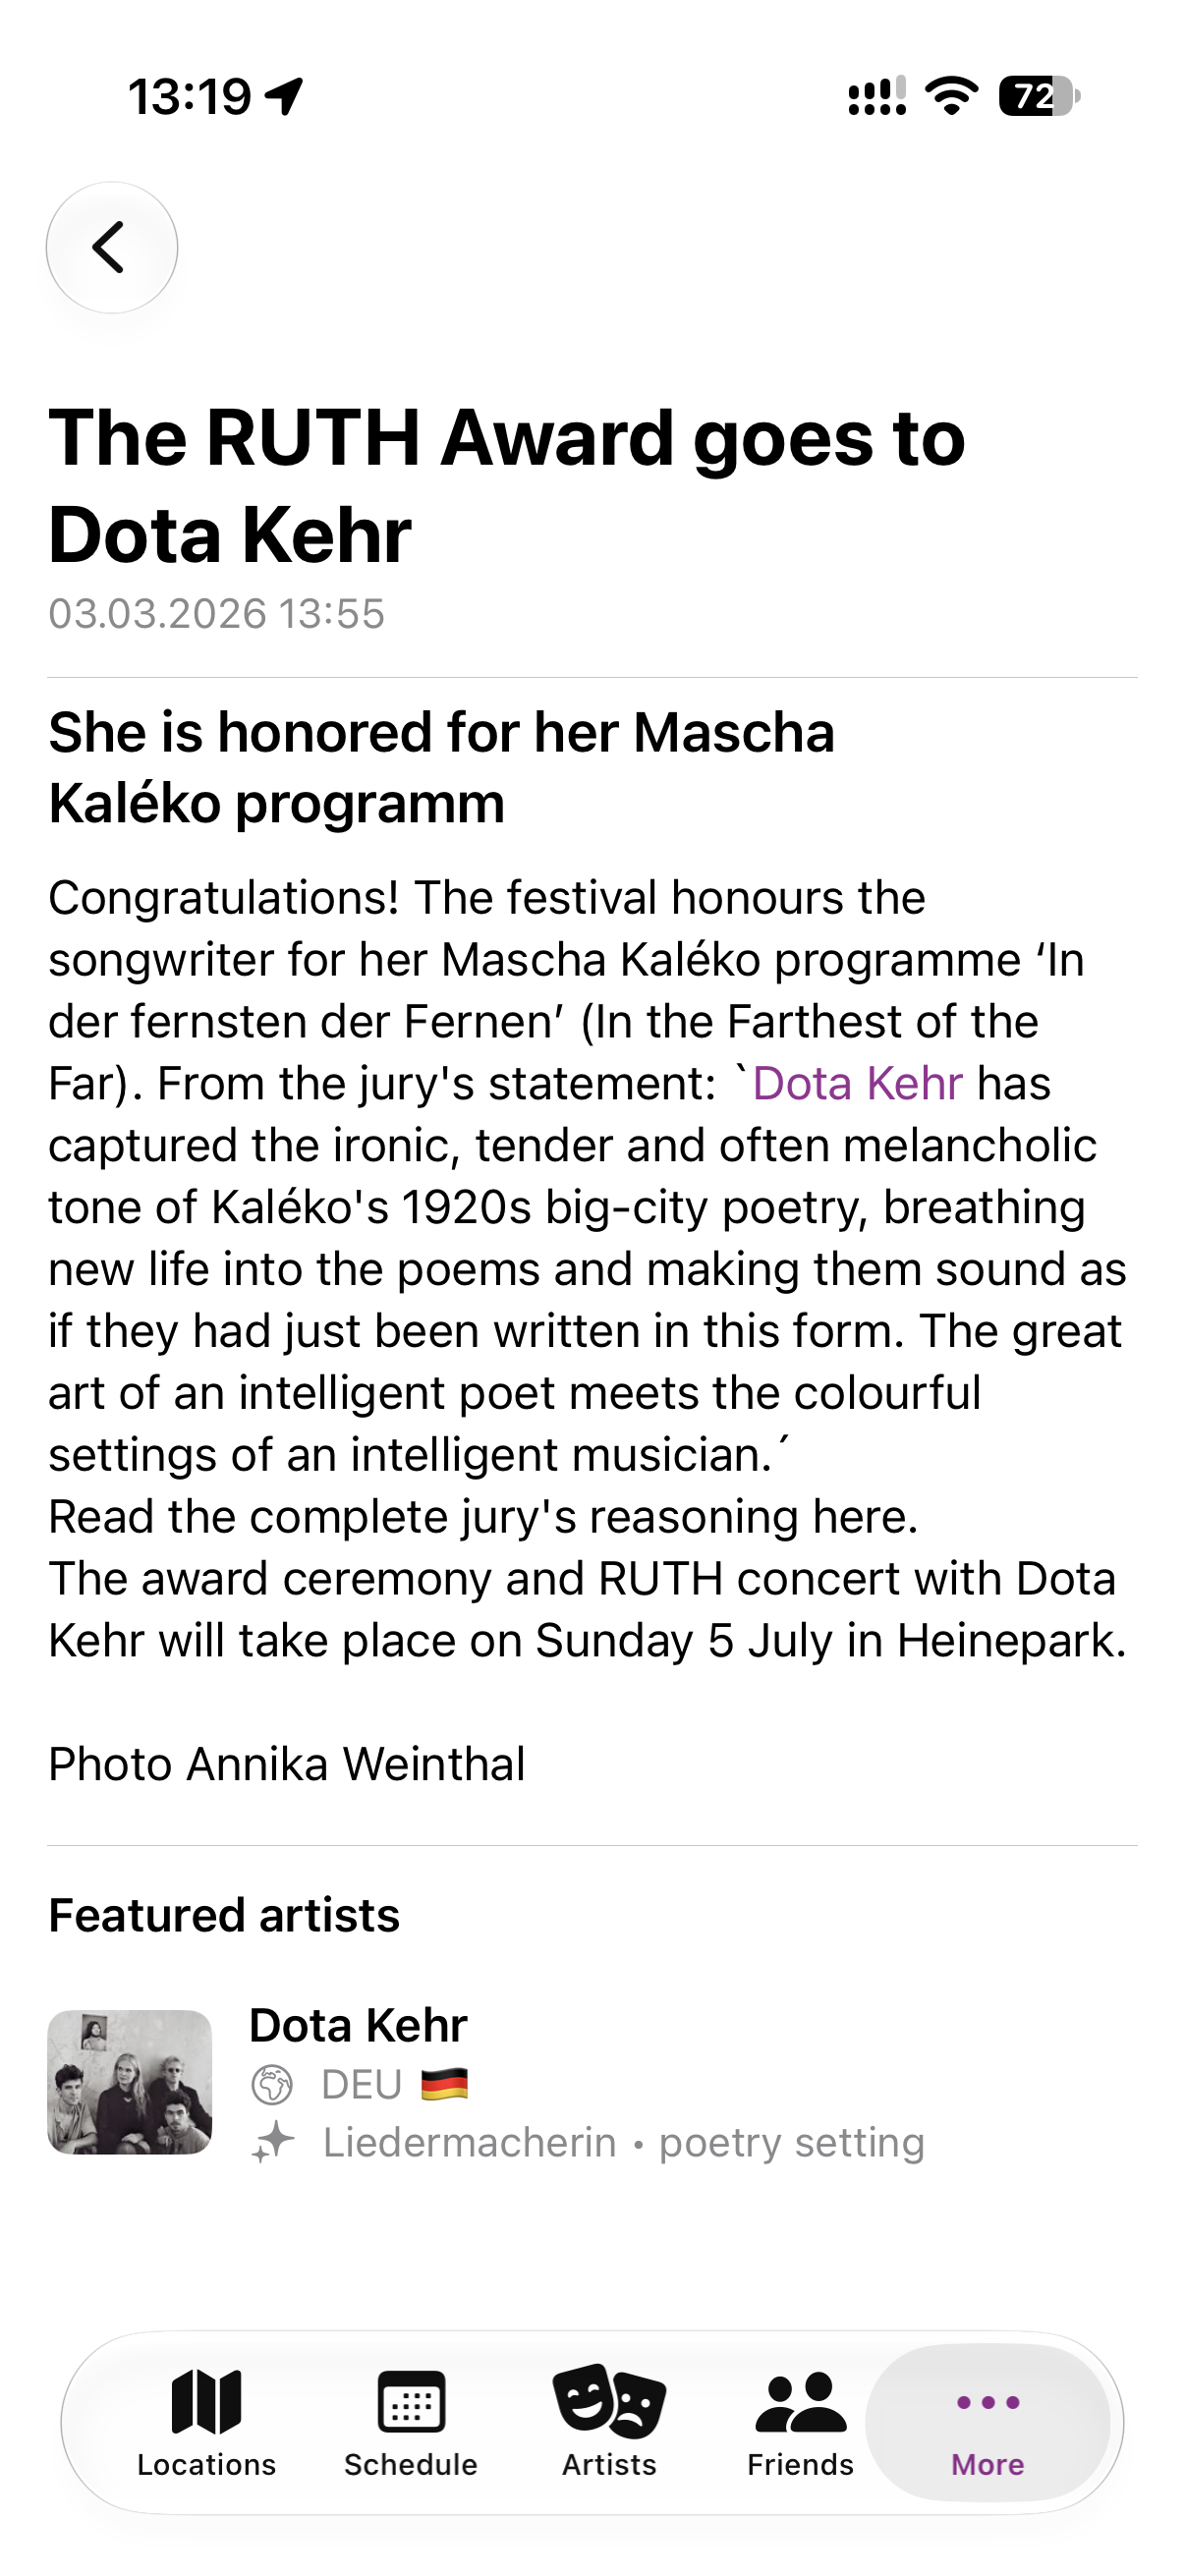 13:19
72
The RUTH Award goes to
Dota Kehr
03.03.2026 13:55
She is honored for her Mascha
Kaléko programm
Congratulations! The festival honours the
songwriter for her Mascha Kaléko programme ‘In
der fernsten der Fernen’ (In the Farthest of the
Far). From the jury's statement: `Dota Kehr has
captured the ironic, tender and often melancholic
tone of Kaléko's 1920s big-city poetry, breathing
new life into the poems and making them sound as
if they had just been written in this form. The great
art of an intelligent poet meets the colourful
settings of an intelligent musician.´
Read the complete jury's reasoning here.
The award ceremony and RUTH concert with Dota
Kehr will take place on Sunday 5 July in Heinepark.
Photo Annika Weinthal
Featured artists
Dota Kehr
DEU 🇩🇪
Liedermacherin • poetry setting
Locations
Schedule
Artists
Friends
More